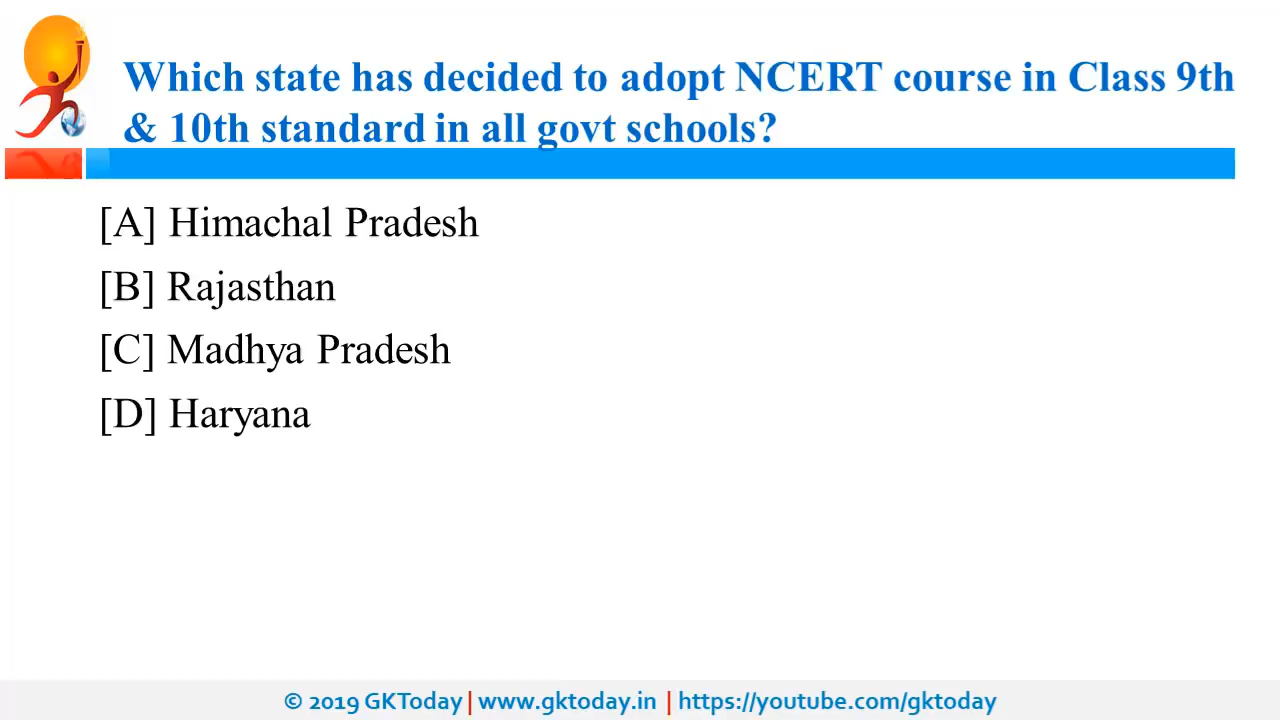 Which state has decided to adopt NCERT course in Class 9th
& 10th standard in all govt schools?
[A] Himachal Pradesh
[B] Rajasthan
[C] Madhya Pradesh
[D] Haryana
© 2019 GKToday | www.gktoday.in | https://youtube.com/gktoday